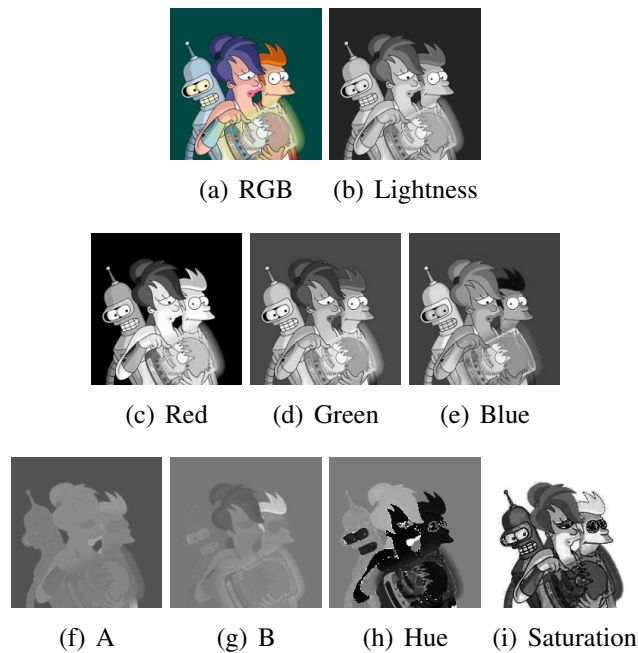 (a) RGB (b) Lightness
(c) Red (d) Green (e) Blue
(f) A (g) B (h) Hue (i) Saturation